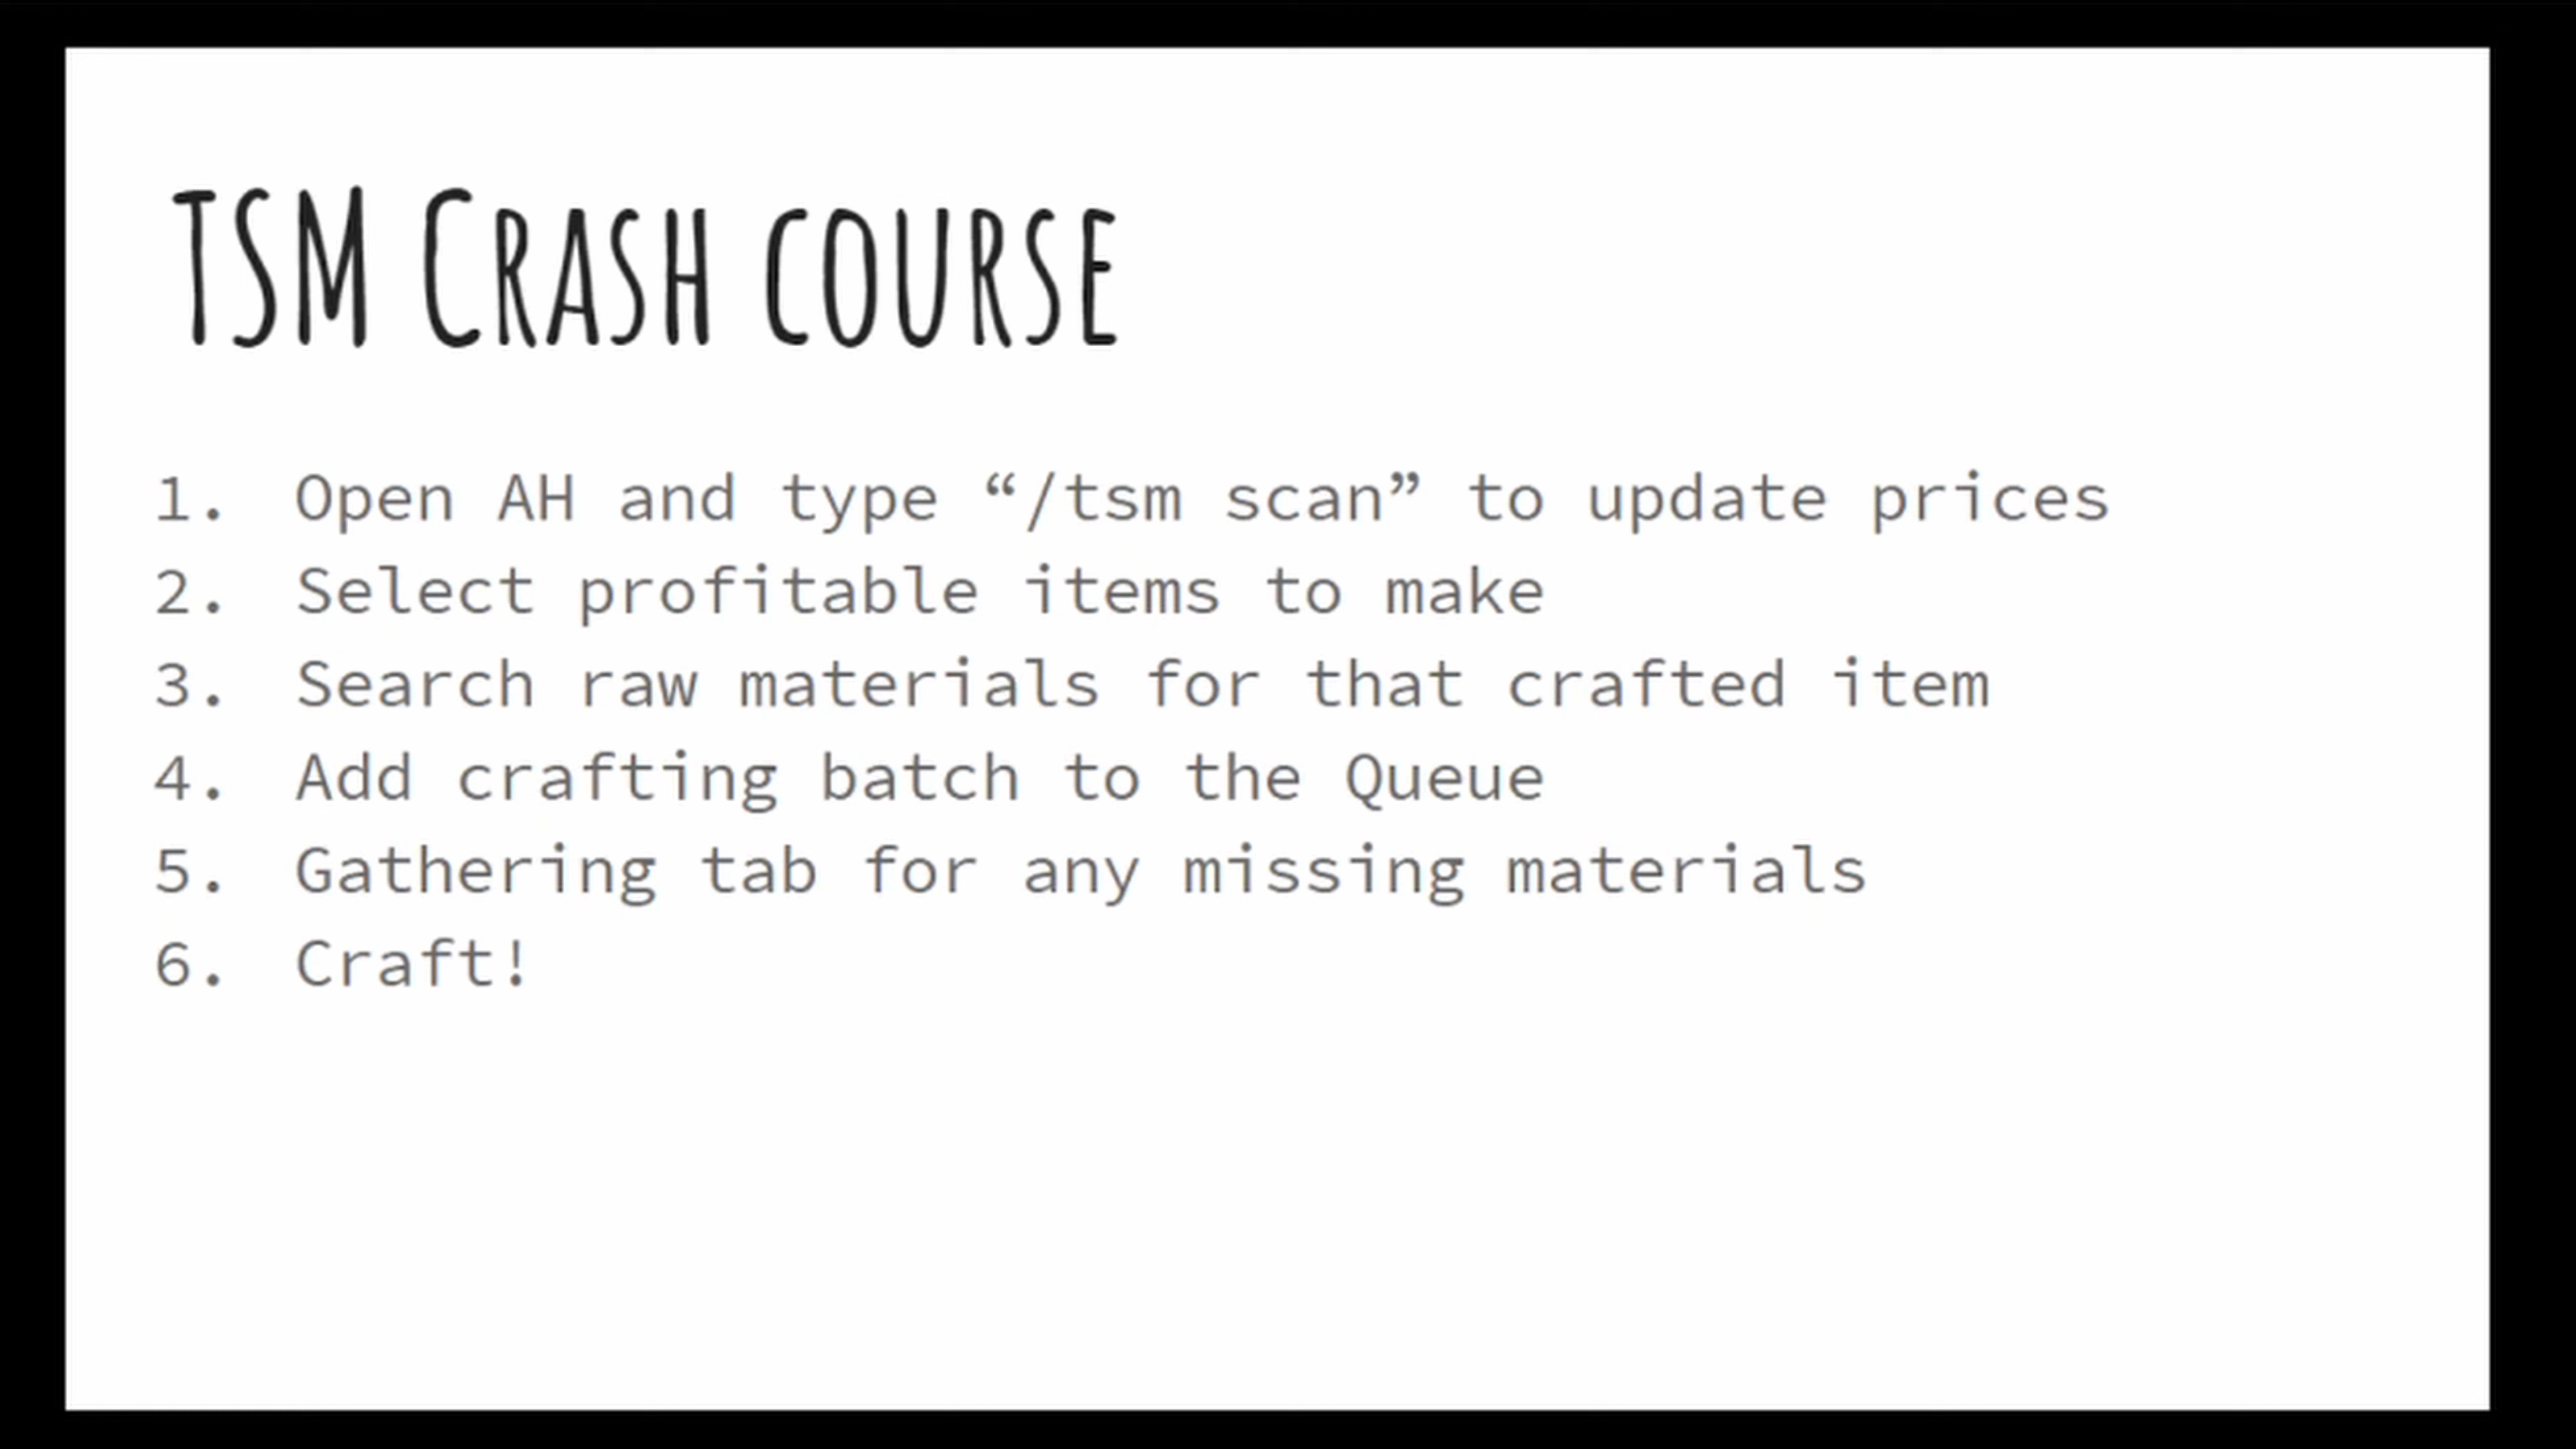 TSM Crash course
1. Open AH and type “/tsm scan” to update prices
2. Select profitable items to make
3. Search raw materials for that crafted item
4. Add crafting batch to the Queue
5. Gathering tab for any missing materials
6. Craft!